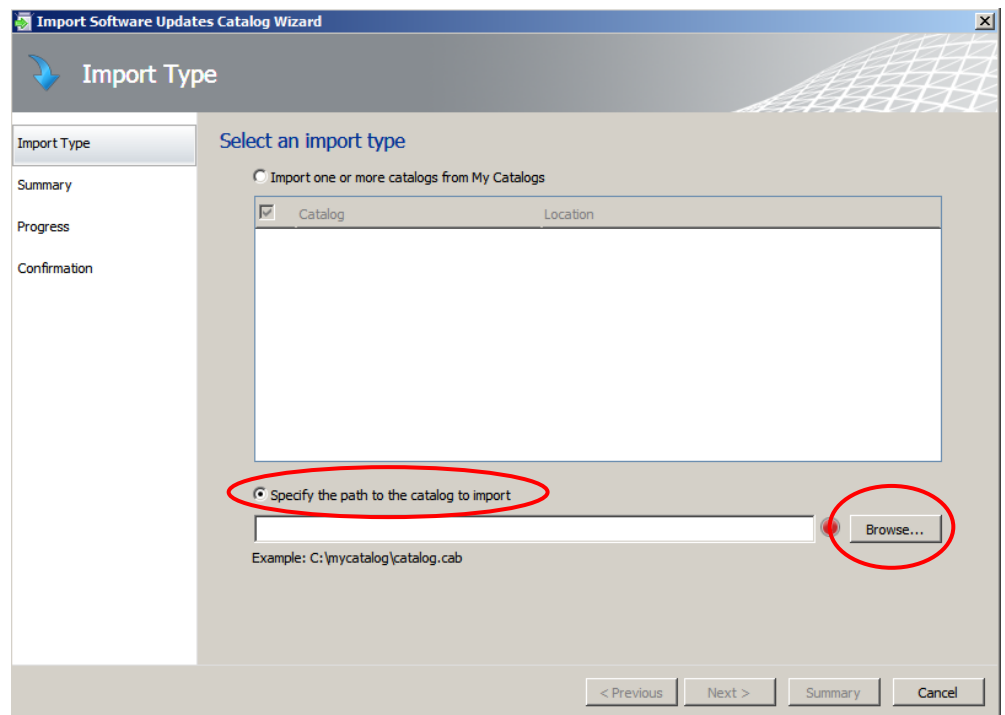 Import Software Updates Catalog Wizard
Import Type
Import Type
Summary
Progress
Confirmation
Select an import type
Import one or more catalogs from My Catalogs
Catalog Location
Specify the path to the catalog to import
Browse...
Example: C:\mycatalog\catalog.cab
< Previous Next > Summary Cancel